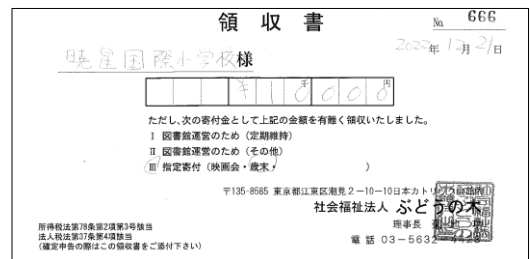 領収書
No. 666
2022年12月21日
暁星国際小学校様
¥10千000円
ただし、次の寄付金として上記の金額を有難く領収いたしました。
I 図書館運営のため（定期維持）
II 図書館運営のため（その他）
III 指定寄付（映画会・歳末・ ）
〒135-8585 東京都江東区潮見2-10-10日本カトリック
社会福祉法人 ぶどうの木
理事長
電話 03-5632-4428
所得税法第78条第2項第3号該当
法人税法第37条第4項該当
（確定申告の際はこの領収書をご添付下さい）